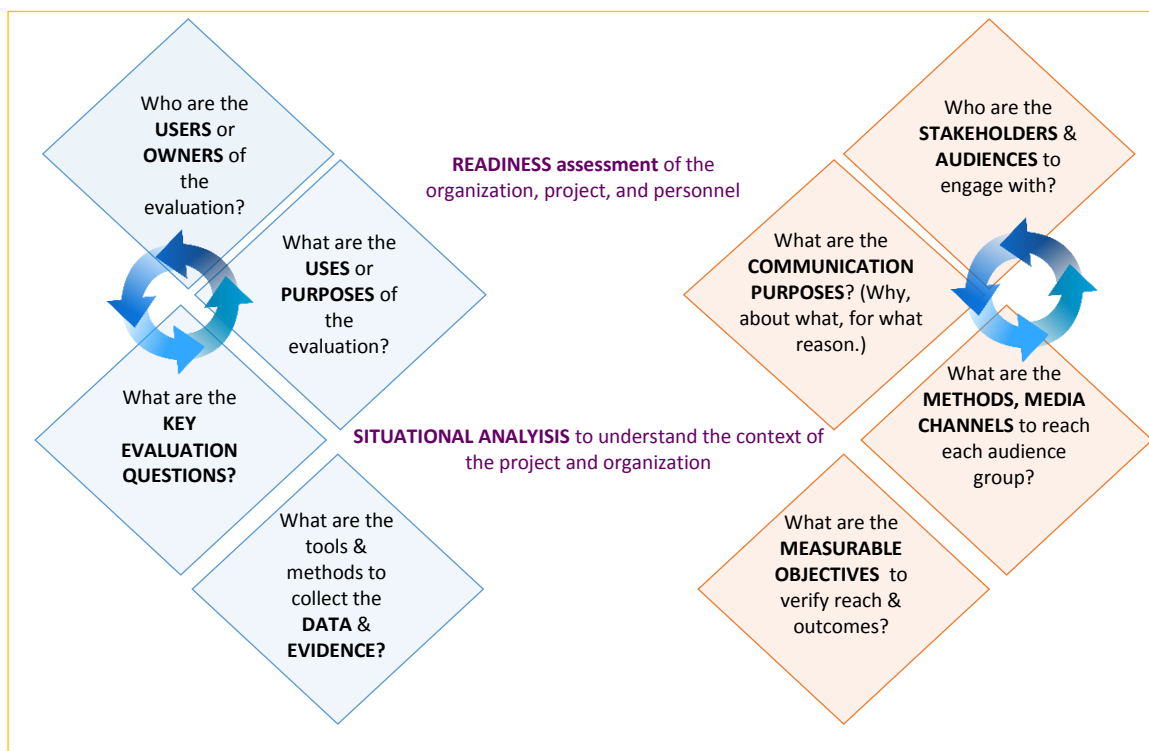 Who are the
USERS or
OWNERS of
the
evaluation?
What are the
USES or
PURPOSES of
the
evaluation?
What are the
KEY
EVALUATION
QUESTIONS?
What are the
tools &
methods to
collect the
DATA &
EVIDENCE?
READINESS assessment of the
organization, project, and personnel
SITUATIONAL ANALYISIS to understand the context of
the project and organization
Who are the
STAKEHOLDERS &
AUDIENCES to
engage with?
What are the
COMMUNICATION
PURPOSES? (Why,
about what, for what
reason.)
What are the
METHODS, MEDIA
CHANNELS to reach
each audience
group?
What are the
MEASURABLE
OBJECTIVES to
verify reach &
outcomes?